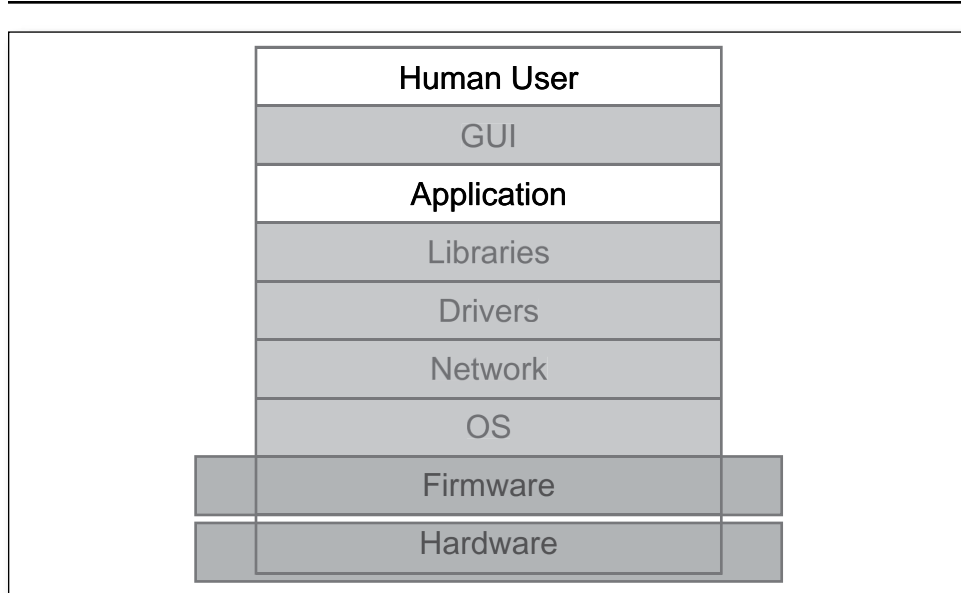 Human User
GUI
Application
Libraries
Drivers
Network
OS
Firmware
Hardware